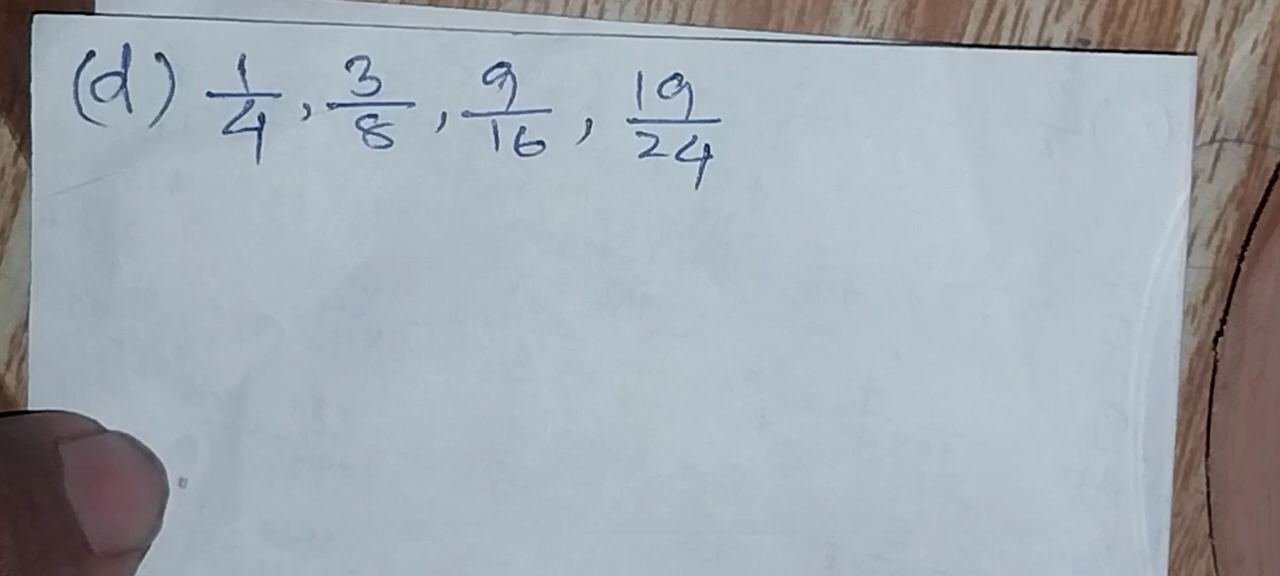 (d) 1/4, 3/8, 9/16, 19/24